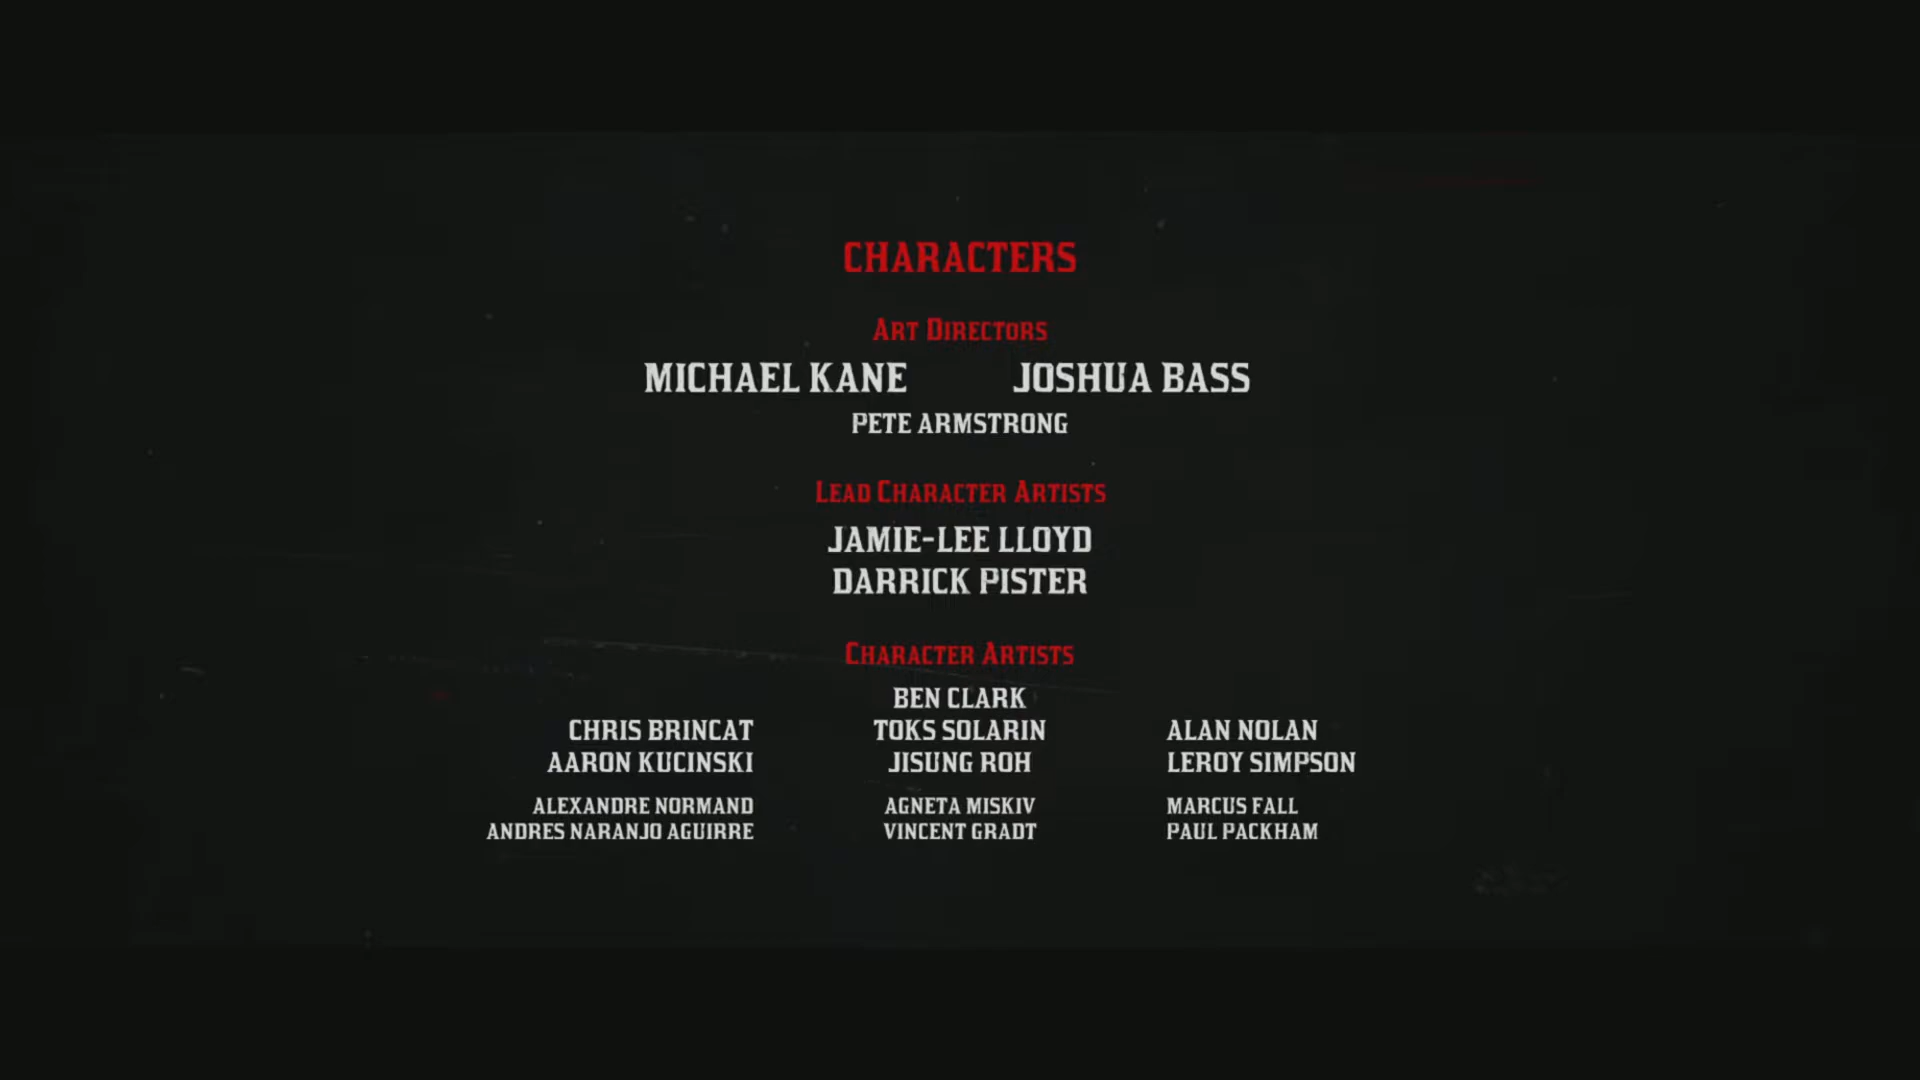 CHARACTERS
ART DIRECTORS
MICHAEL KANE JOSHUA BASS
PETE ARMSTRONG
LEAD CHARACTER ARTISTS
JAMIE-LEE LLOYD
DARRICK PISTER
CHARACTER ARTISTS
BEN CLARK
CHRIS BRINCAT TOKS SOLARIN ALAN NOLAN
AARON KUCINSKI JISUNG ROH LEROY SIMPSON
ALEXANDRE NORMAND AGNETA MISKIV MARCUS FALL
ANDRES NARANJO AGUIRRE VINCENT GRADT PAUL PACKHAM